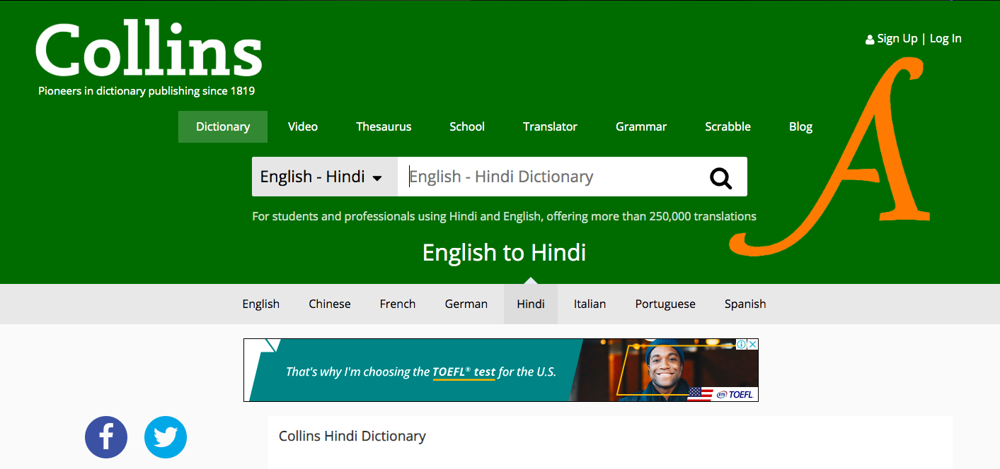 Collins
Pioneers in dictionary publishing since 1819
Sign Up | Log In
Dictionary Video Thesaurus School Translator Grammar Scrabble Blog
English - Hindi English - Hindi Dictionary
For students and professionals using Hindi and English, offering more than 250,000 translations
A
English to Hindi
English Chinese French German Hindi Italian Portuguese Spanish
That's why I'm choosing the TOEFL® test for the U.S.
ETS TOEFL
Collins Hindi Dictionary